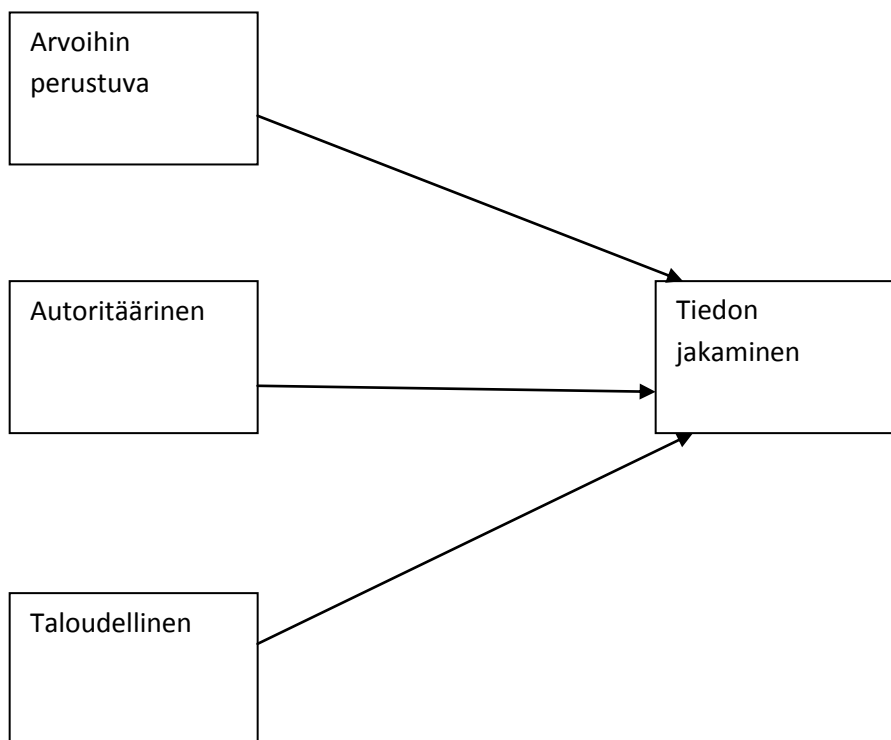 Arvoihin
perustuva
Autoritäärinen
Tiedon
jakaminen
Taloudellinen